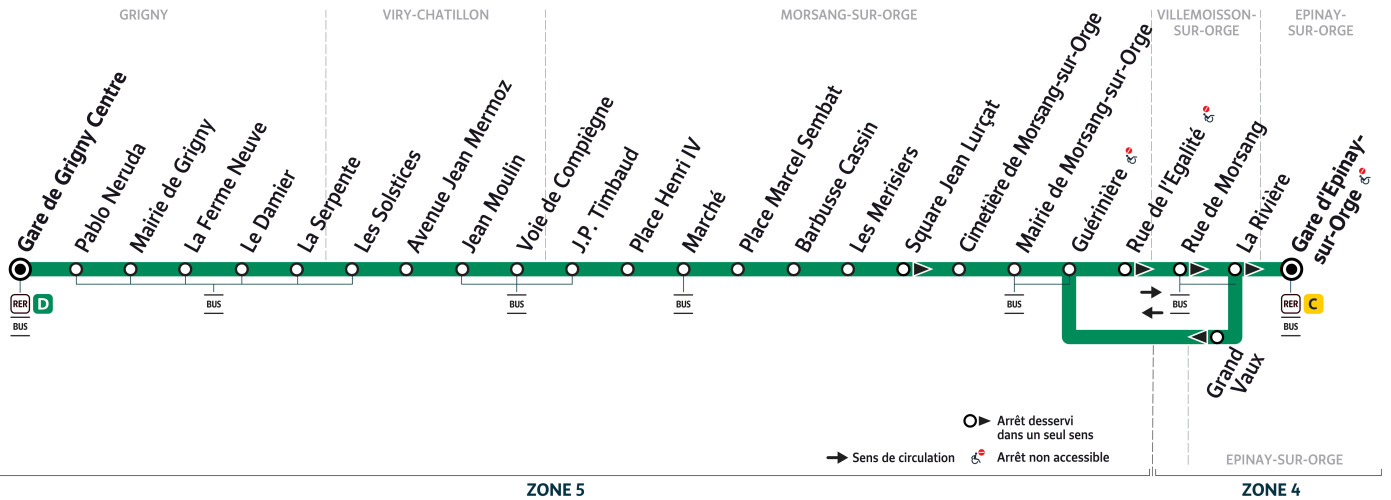 GRIGNY
VIRY-CHATILLON
MORSANG-SUR-ORGE
VILLEMOISSON-
SUR-ORGE
EPINAY-
SUR-ORGE
Gare de Grigny Centre
Pablo Neruda
Mairie de Grigny
La Ferme Neuve
Le Damier
La Serpente
Les Solstices
Avenue Jean Mermoz
Jean Moulin
Voie de Compiègne
J.P. Timbaud
Place Henri IV
Marché
Place Marcel Sembat
Barbusse Cassin
Les Merisiers
Square Jean Lurçat
Cimetière de Morsang-sur-Orge
Mairie de Morsang-sur-Orge
Guérinière
Rue de l'Egalité
Rue de Morsang
La Rivière
Gare d'Epinay-
sur-Orge
RER D
BUS
BUS
BUS
BUS
BUS
BUS
RER C
BUS
Grand
Vaux
Arrêt desservi
dans un seul sens
Sens de circulation
Arrêt non accessible
EPINAY-SUR-ORGE
ZONE 5
ZONE 4